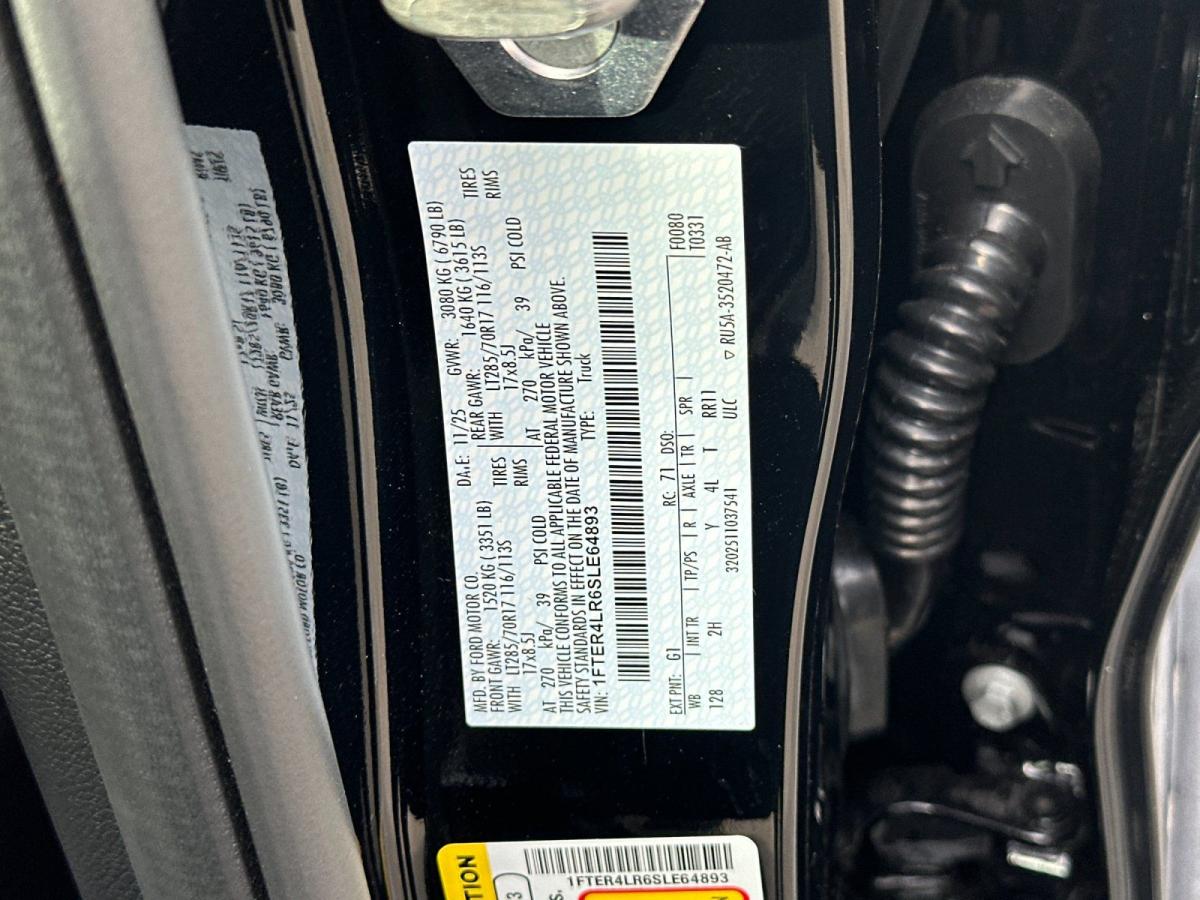 MFD. BY FORD MOTOR CO.
DATE: 11/25 GVWR: 3080 KG ( 6790 LB)
FRONT GAWR: 1520 KG ( 3351 LB) REAR GAWR: 1640 KG ( 3615 LB)
WITH LT285/70R17 116/113S TIRES WITH LT285/70R17 116/113S TIRES
17x8.5J RIMS 17x8.5J RIMS
AT 270 kPa/ 39 PSI COLD AT 270 kPa/ 39 PSI COLD
THIS VEHICLE CONFORMS TO ALL APPLICABLE FEDERAL MOTOR VEHICLE
SAFETY STANDARDS IN EFFECT ON THE DATE OF MANUFACTURE SHOWN ABOVE.
VIN: 1FTER4LR6SLE64893 TYPE: Truck
EXT PNT: G1 RC: 71 DSO: F0080
WB INT TR TP/PS R AXLE TR SPR T0331
128 2H Y 4L T RR11
3202511037541 ULC ▽ RU5A-3520472-AB
TION
3
S.
1FTER4LR6SLE64893